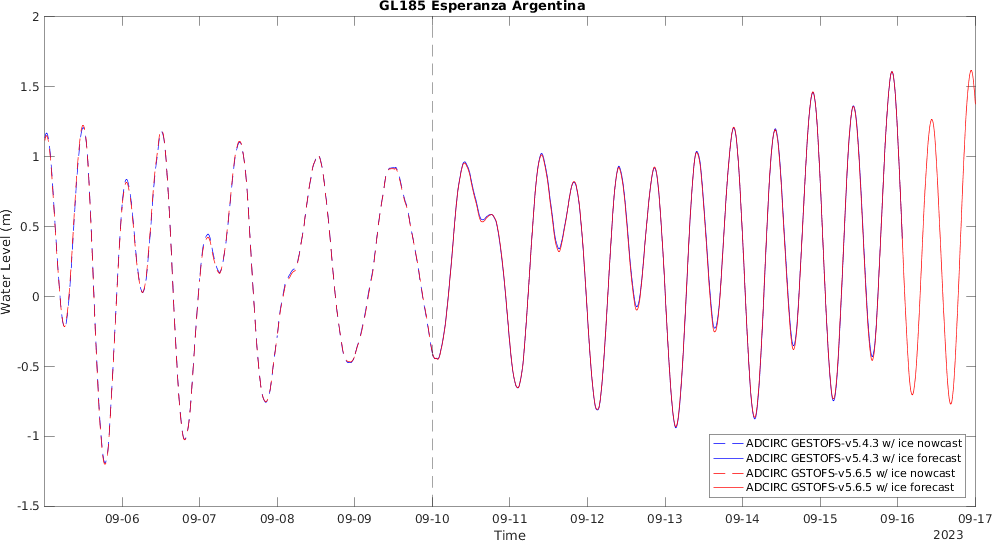 GL185 Esperanza Argentina
2
1.5
1
0.5
0
-0.5
-1
-1.5
Water Level (m)
ADCIRC GESTOFS-v5.4.3 w/ ice nowcast
ADCIRC GESTOFS-v5.4.3 w/ ice forecast
ADCIRC GSTOFS-v5.6.5 w/ ice nowcast
ADCIRC GSTOFS-v5.6.5 w/ ice forecast
09-06 09-07 09-08 09-09 09-10 09-11 09-12 09-13 09-14 09-15 09-16 09-17
Time
2023